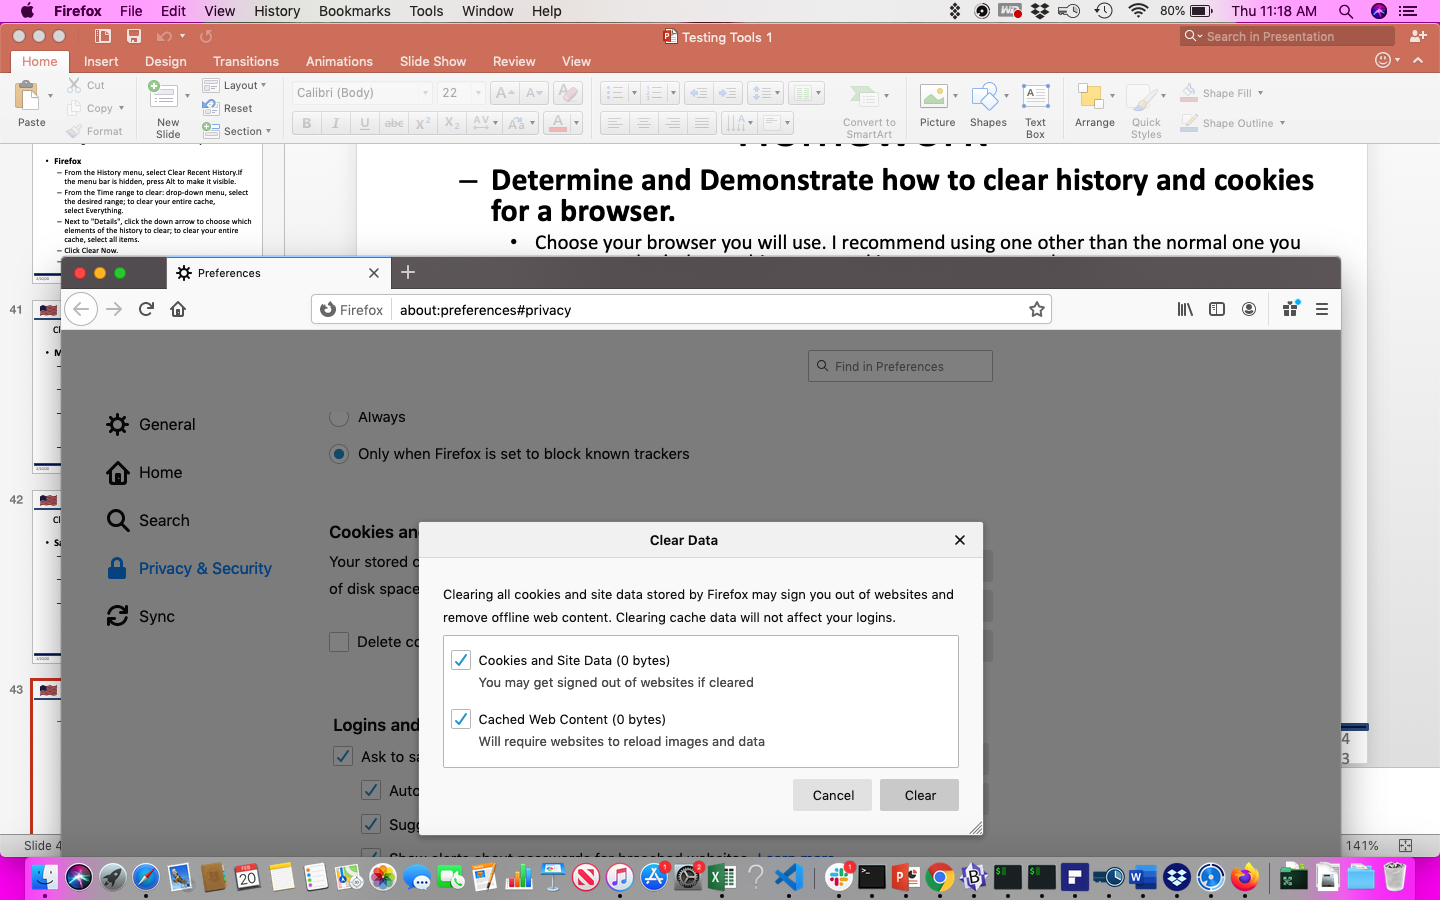 Firefox File Edit View History Bookmarks Tools Window Help 80% Thu 11:18 AM
Testing Tools 1
Search in Presentation
Home Insert Design Transitions Animations Slide Show Review View
Paste
Cut
Copy
Format
New Slide
Layout
Reset
Section
Calibri (Body) 22
B I U abc X² X₂ AV Aa A
Convert to SmartArt
Picture Shapes Text Box
Arrange Quick Styles
Shape Fill
Shape Outline
• Firefox
– From the History menu, select Clear Recent History.If
the menu bar is hidden, press Alt to make it visible.
– From the Time range to clear: drop-down menu, select
the desired range; to clear your entire cache,
select Everything.
– Next to "Details", click the down arrow to choose which
elements of the history to clear; to clear your entire
cache, select all items.
– Click Clear Now.
– Determine and Demonstrate how to clear history and cookies
for a browser.
• Choose your browser you will use. I recommend using one other than the normal one you
41
42
43
Preferences
Firefox about:preferences#privacy
Find in Preferences
General
Home
Search
Privacy & Security
Sync
Always
Only when Firefox is set to block known trackers
Cookies an
Your stored c
of disk space
Delete co
Logins and
Ask to sa
Auto
Sugg
Clear Data
Clearing all cookies and site data stored by Firefox may sign you out of websites and
remove offline web content. Clearing cache data will not affect your logins.
Cookies and Site Data (0 bytes)
You may get signed out of websites if cleared
Cached Web Content (0 bytes)
Will require websites to reload images and data
Cancel Clear
4
3
Slide 4
141%
FEB
20